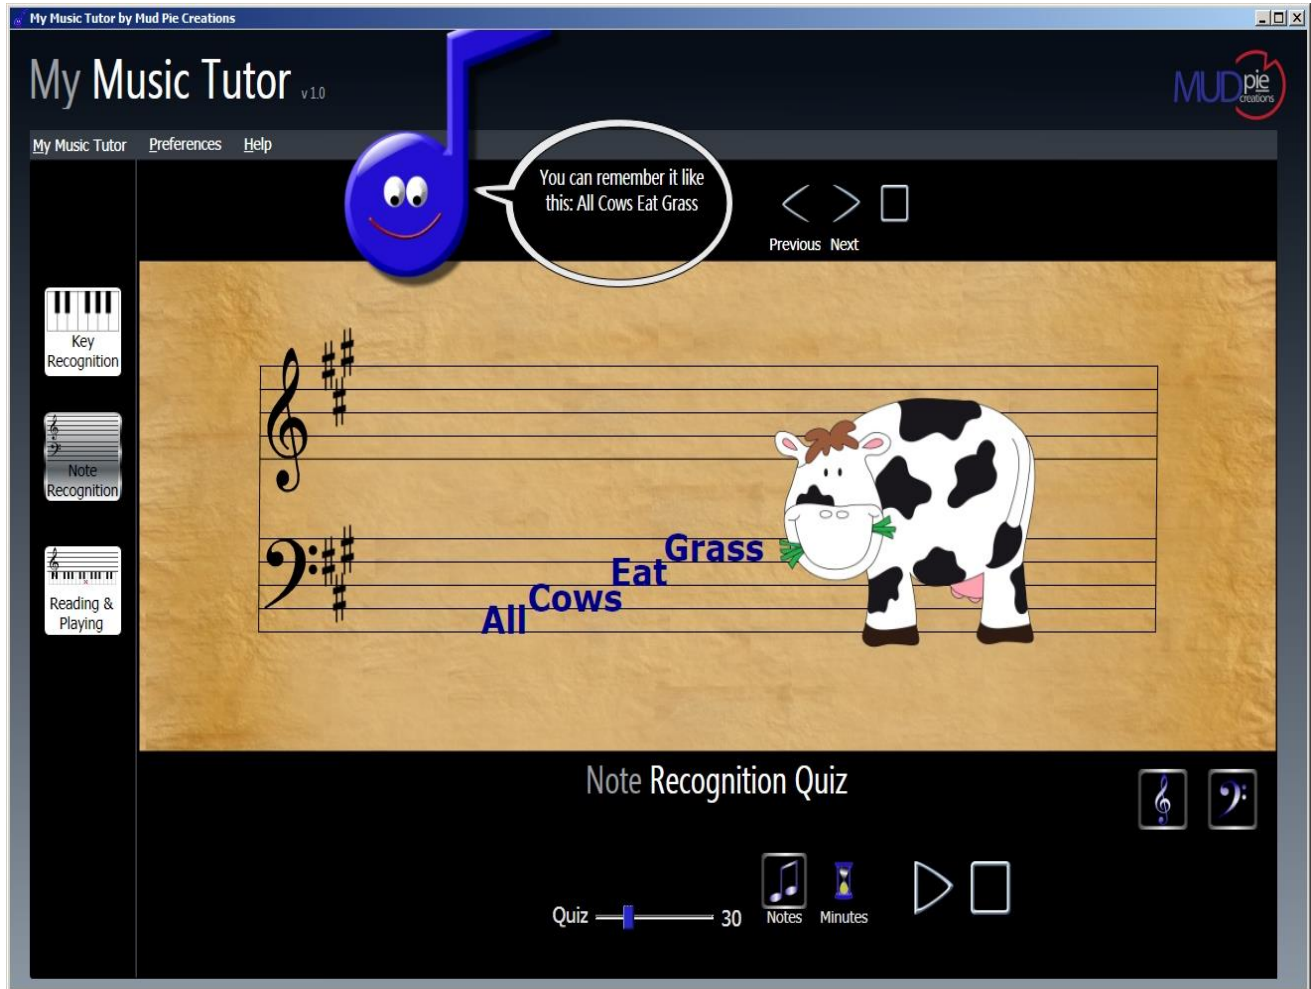 My Music Tutor by Mud Pie Creations
My Music Tutor v 1.0
MUDpie
creations
My Music Tutor Preferences Help
You can remember it like
this: All Cows Eat Grass
Previous Next
Key
Recognition
Note
Recognition
Reading &
Playing
Grass
Eat
Cows
All
Note Recognition Quiz
Quiz 30 Notes Minutes